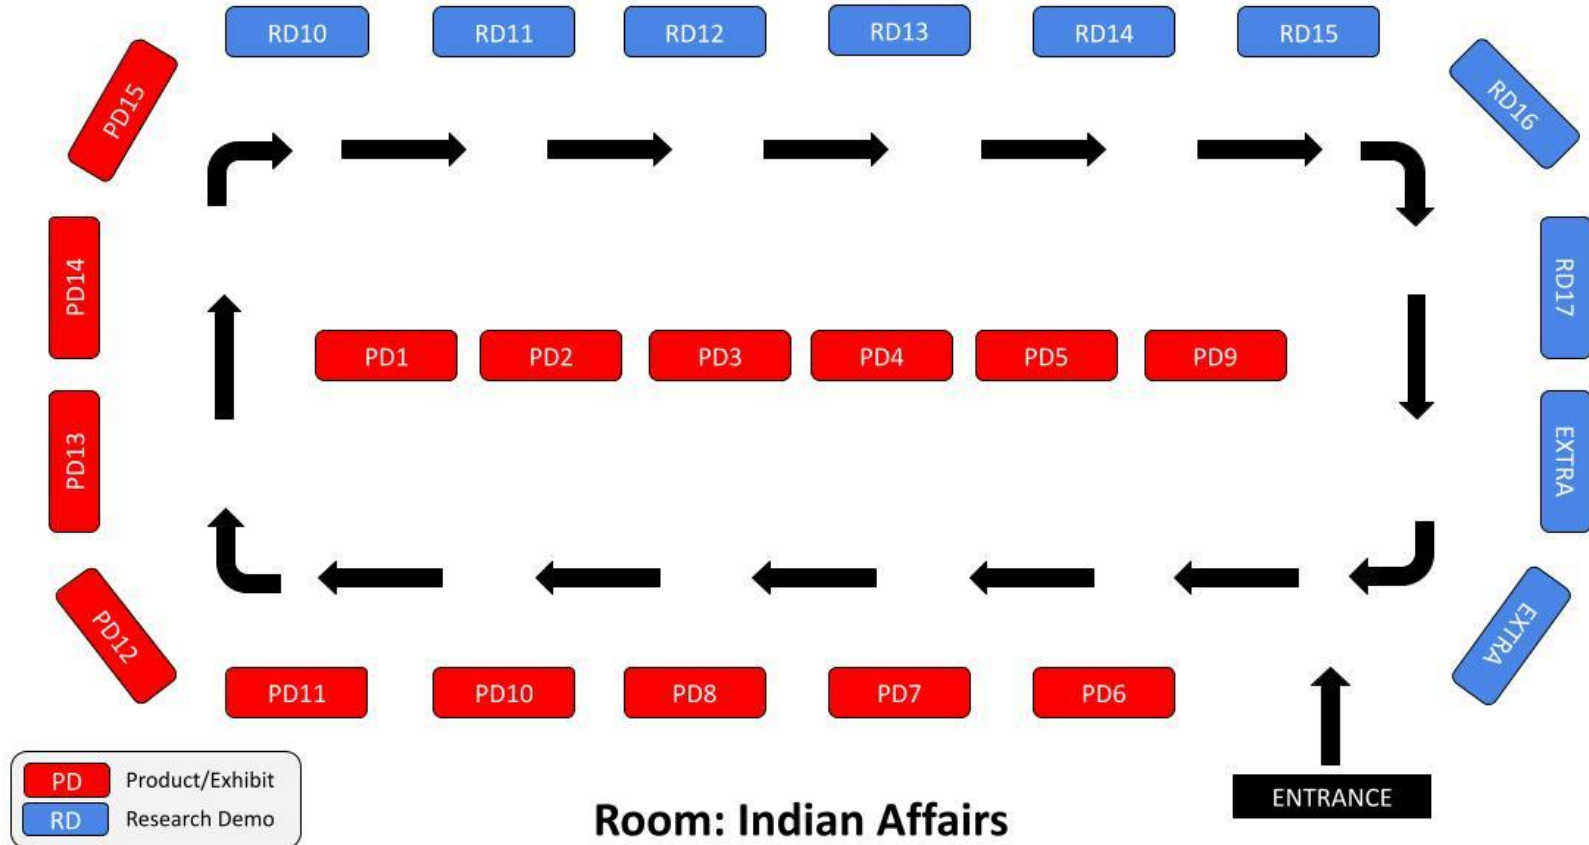 RD10
RD11
RD12
RD13
RD14
RD15
PD15
RD16
PD14
RD17
PD1
PD2
PD3
PD4
PD5
PD9
PD13
EXTRA
PD12
EXTRA
PD11
PD10
PD8
PD7
PD6
PD Product/Exhibit
RD Research Demo
ENTRANCE
Room: Indian Affairs